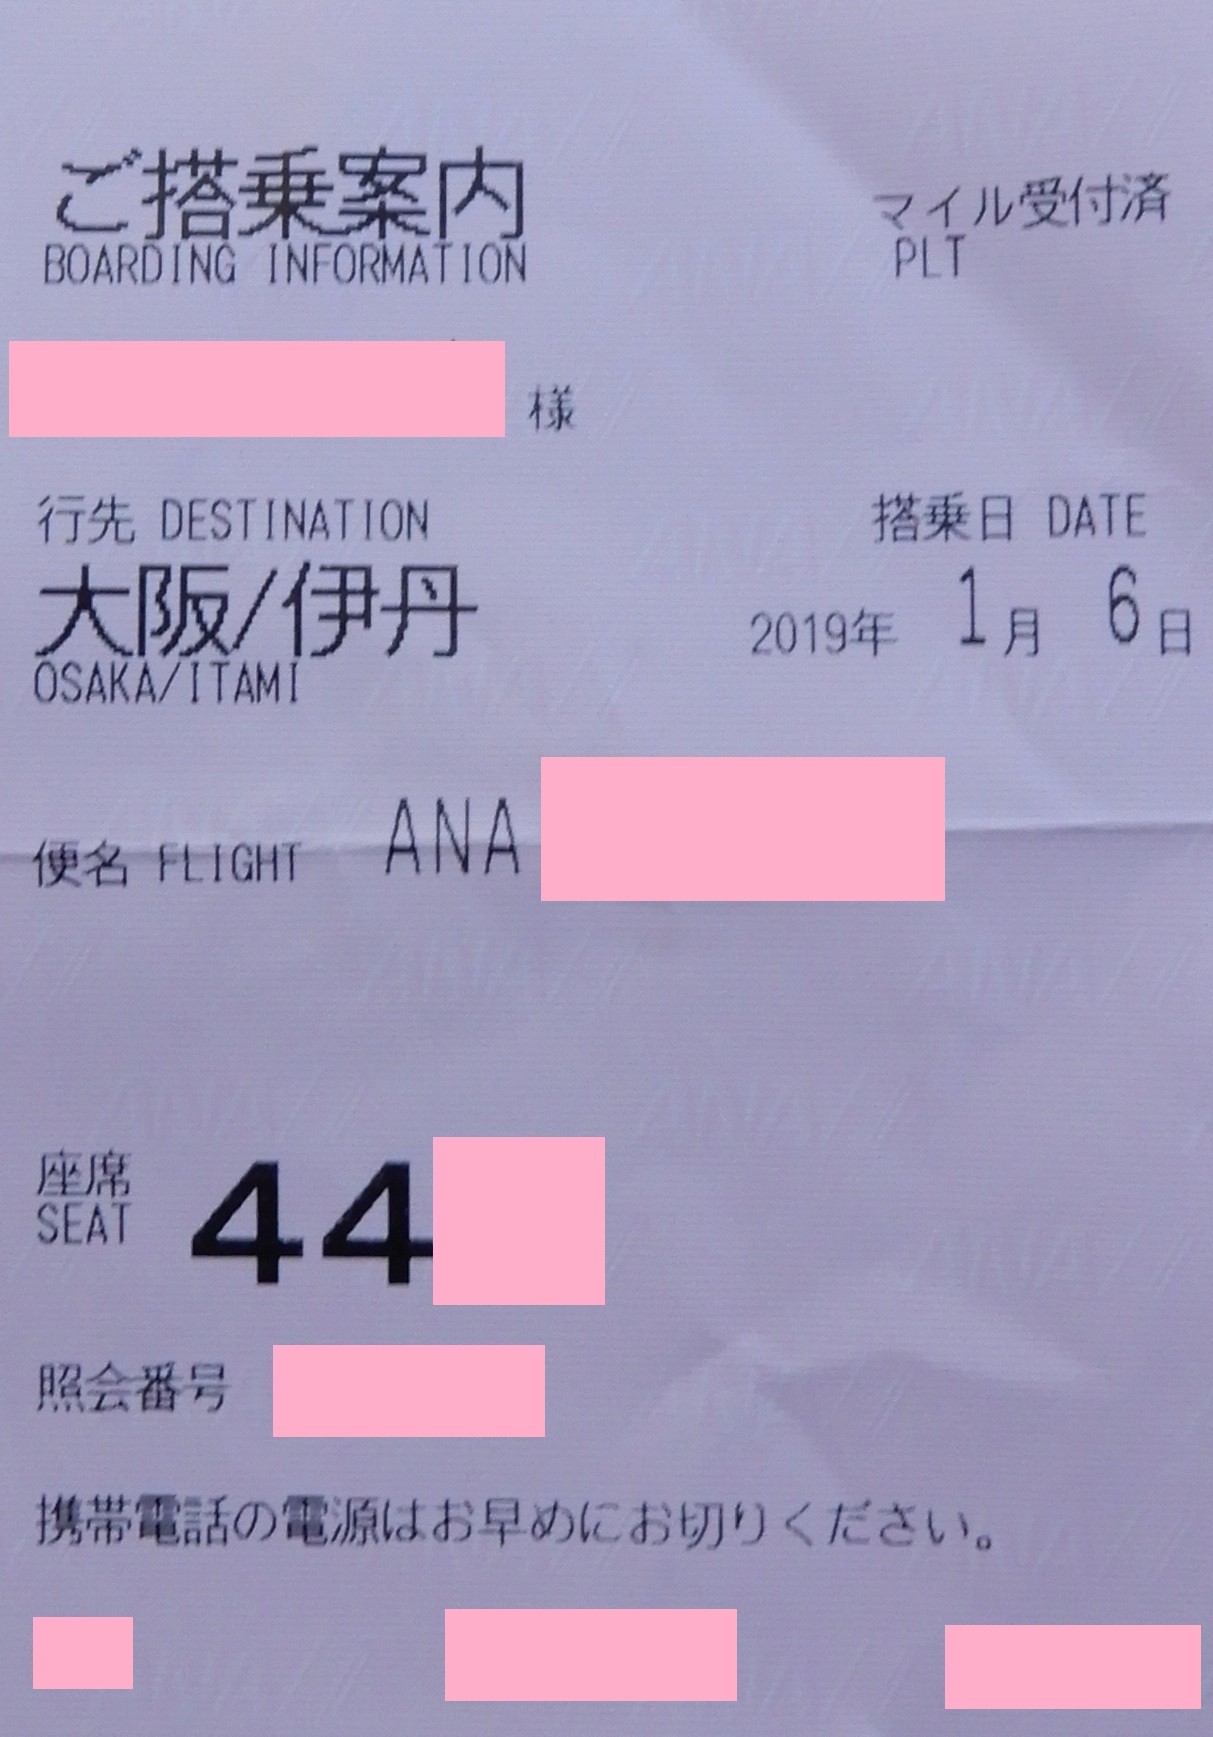 ご搭乗案内
BOARDING INFORMATION
マイル受付済
PLT
様
行先 DESTINATION
大阪/伊丹
OSAKA/ITAMI
搭乗日 DATE
2019年 1月 6日
便名 FLIGHT ANA
座席
SEAT
44
照会番号
携帯電話の電源はお早めにお切りください。